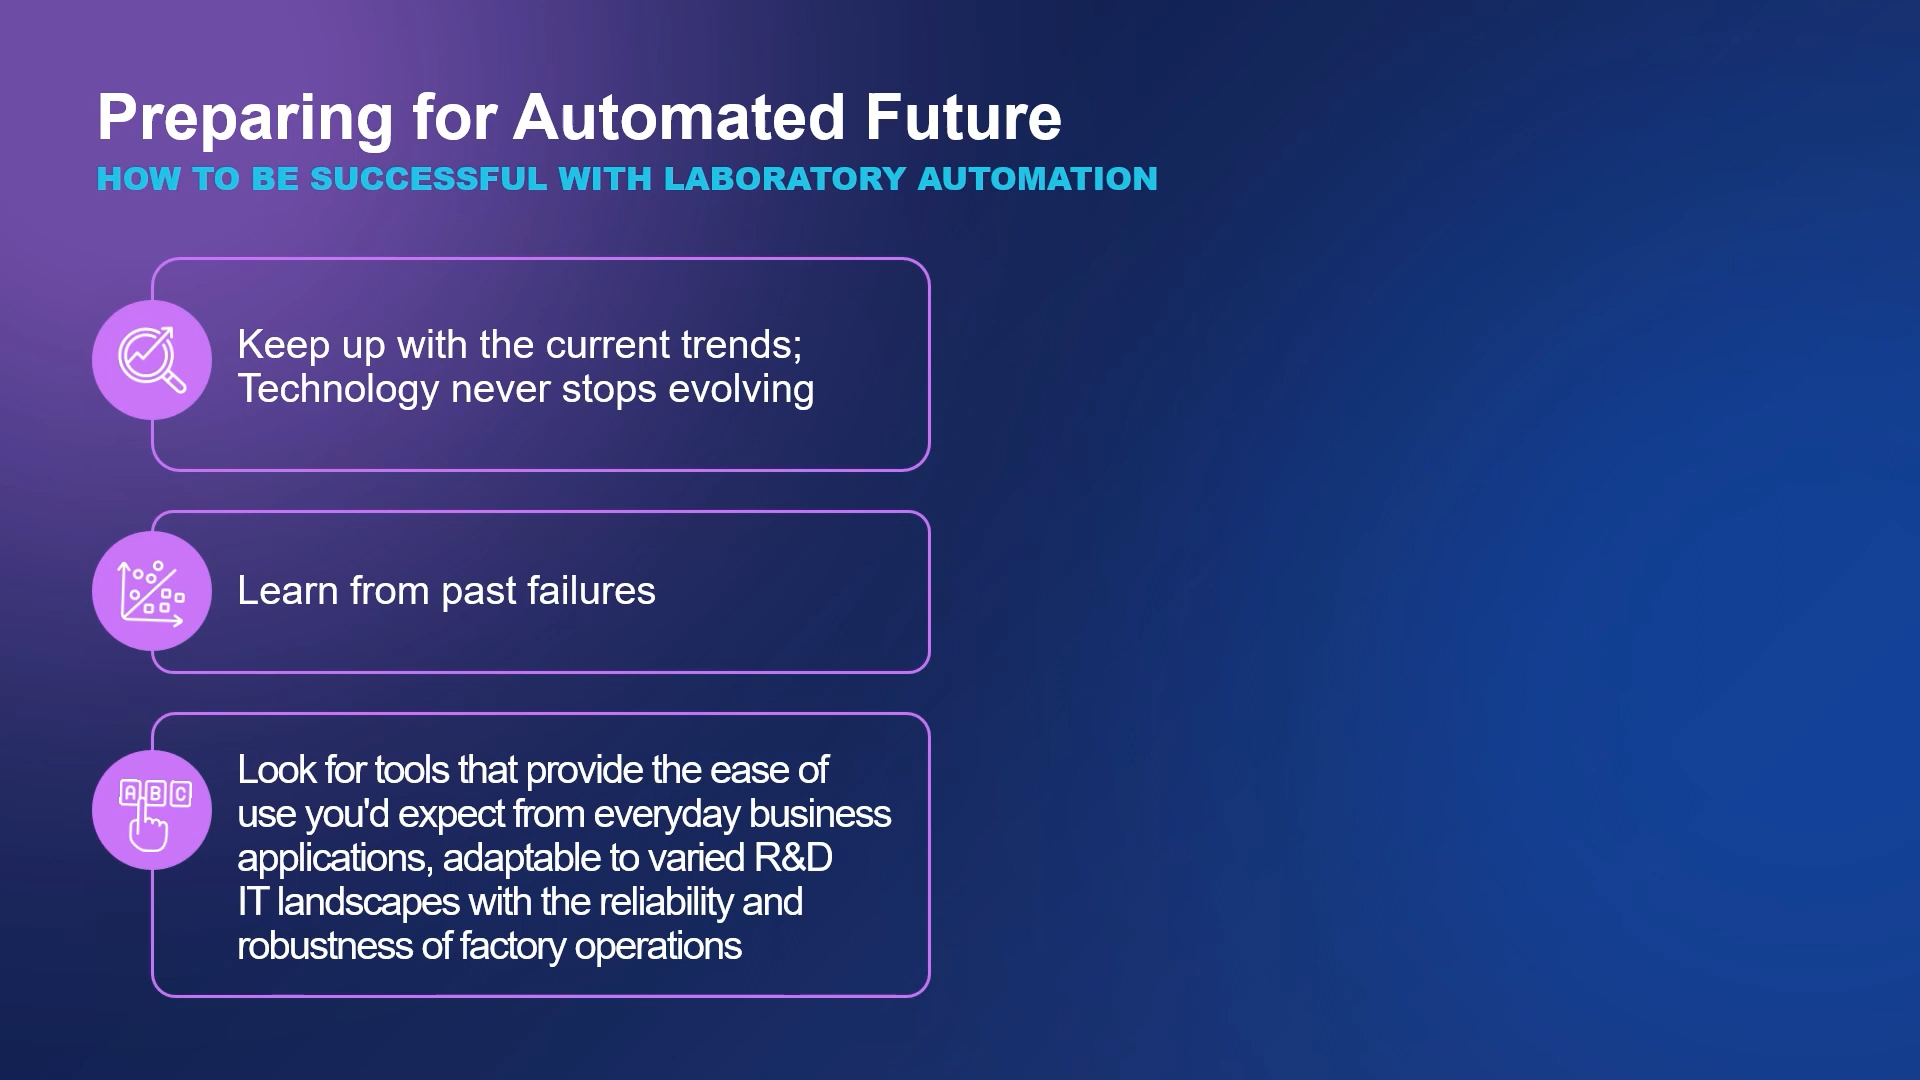 Preparing for Automated Future
HOW TO BE SUCCESSFUL WITH LABORATORY AUTOMATION
Keep up with the current trends;
Technology never stops evolving
Learn from past failures
A B C
Look for tools that provide the ease of
use you'd expect from everyday business
applications, adaptable to varied R&D
IT landscapes with the reliability and
robustness of factory operations